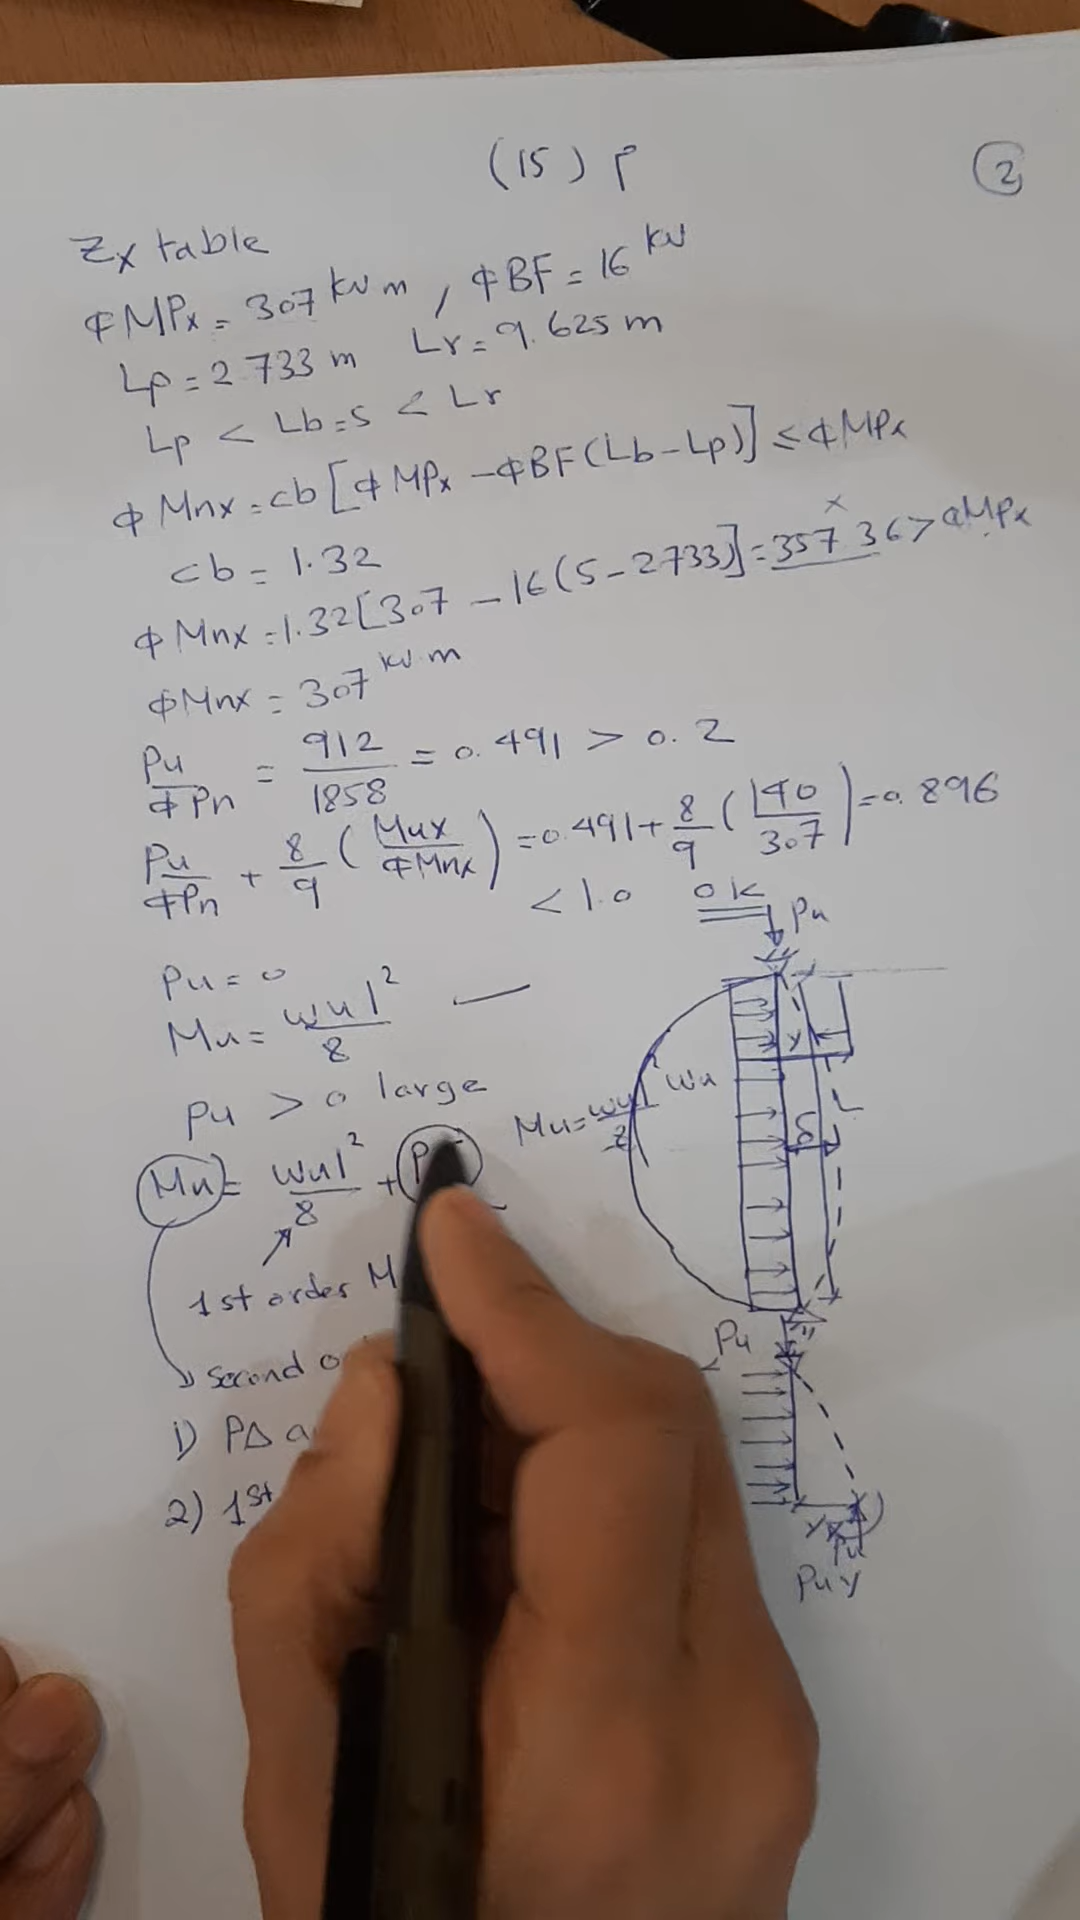 (15) م
2
Zx table
ϕMPx = 307 kN m , ϕBF = 16 kN
Lp = 2.733 m Lr = 9.625 m
Lp < Lb=5 < Lr
ϕMnx = cb[ϕMPx - ϕBF(Lb-Lp)] ≤ ϕMPx
cb = 1.32
ϕMnx = 1.32[307 - 16(5-2.733)] = 357.36 > ϕMPx
x
ϕMnx = 307 kN.m
Pu/ϕPn = 912/1858 = 0.491 > 0.2
Pu/ϕPn + 8/9 (Mux/ϕMnx) = 0.491 + 8/9 (140/307) = 0.896
< 1.0 OK
Pu
Pu = 0
Mu = wul²/8
Pu > 0 large
Mu = wul²/8 + P
1st order M
Second o
1) PΔ a
2) 1st
y
wu
Mu = wul²/8
δ
Pu
y
Pu
Pu y